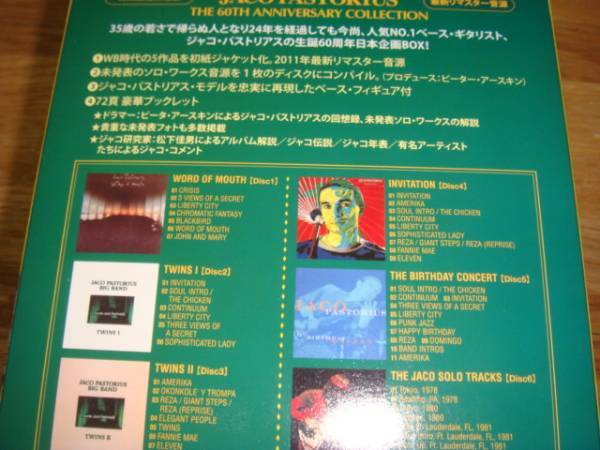 JACO PASTORIUS
最新リマスター音源
THE 60TH ANNIVERSARY COLLECTION
35歳の若さで帰らぬ人となり24年を経過しても今尚、人気NO.1ベース・ギタリスト、
ジャコ・パストリアスの生誕60周年日本企画BOX!
①WB時代の5作品を初紙ジャケット化。2011年最新リマスター音源
②未発表のソロ・ワークス音源を1枚のディスクにコンパイル。(プロデュース:ピーター・アースキン)
③ジャコ・パストリアス・モデルを忠実に再現したベース・フィギュア付
④72頁 豪華ブックレット
★ドラマー:ピータ・アースキンによるジャコ・パストリアスの回想録、未発表ソロ・ワークスの解説
★貴重な未発表フォトも多数掲載
★ジャコ研究家:松下佳男によるアルバム解説/ジャコ伝説/ジャコ年表/有名アーティスト
たちによるジャコ・コメント
WORD OF MOUTH [Disc1]
01 CRISIS
02 3 VIEWS OF A SECRET
03 LIBERTY CITY
04 CHROMATIC FANTASY
05 BLACKBIRD
06 WORD OF MOUTH
07 JOHN AND MARY
INVITATION [Disc4]
01 INVITATION
02 AMERIKA
03 SOUL INTRO / THE CHICKEN
04 CONTINUUM
05 LIBERTY CITY
06 SOPHISTICATED LADY
07 REZA / GIANT STEPS / REZA (REPRISE)
08 FANNIE MAE
09 ELEVEN
JACO PASTORIUS
BIG BAND
TWINS I
TWINS I [Disc2]
01 INVITATION
02 SOUL INTRO /
THE CHICKEN
03 CONTINUUM
04 LIBERTY CITY
05 THREE VIEWS OF
A SECRET
06 SOPHISTICATED LADY
JACO
PASTORIUS
THE BIRTHDAY CONCERT [Disc5]
01 SOUL INTRO / THE CHICKEN
02 CONTINUUM 03 INVITATION
04 THREE VIEWS OF A SECRET
05 LIBERTY CITY
06 PUNK JAZZ
07 HAPPY BIRTHDAY
08 REZA 09 DOMINGO
10 BAND INTROS
11 AMERIKA
JACO PASTORIUS
BIG BAND
TWINS II
TWINS II [Disc3]
01 AMERIKA
02 OKONKOLE' Y TROMPA
03 REZA / GIANT STEPS /
REZA (REPRISE)
04 ELEGANT PEOPLE
05 TWINS
06 FANNIE MAE
07 ELEVEN
THE JACO SOLO TRACKS [Disc6]
Tokyo, 1978
PA, 1978
1980
1980
Ft. Lauderdale, FL, 1981
Ft. Lauderdale, FL, 1981
Ft. Lauderdale, FL, 1981